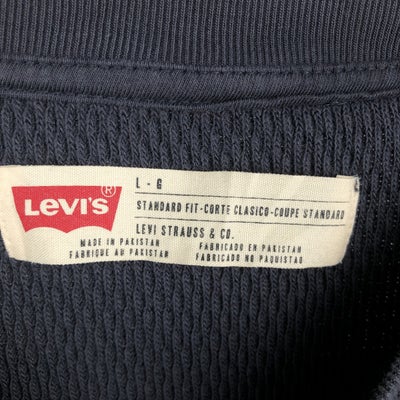 LEVI'S®
L - G
STANDARD FIT-CORTE CLASICO-COUPE STANDARD
LEVI STRAUSS & CO.
MADE IN PAKISTAN FABRICADO EN PAKISTAN
FABRIQUE AU PAKISTAN FABRICADO NO PAQUISTAO